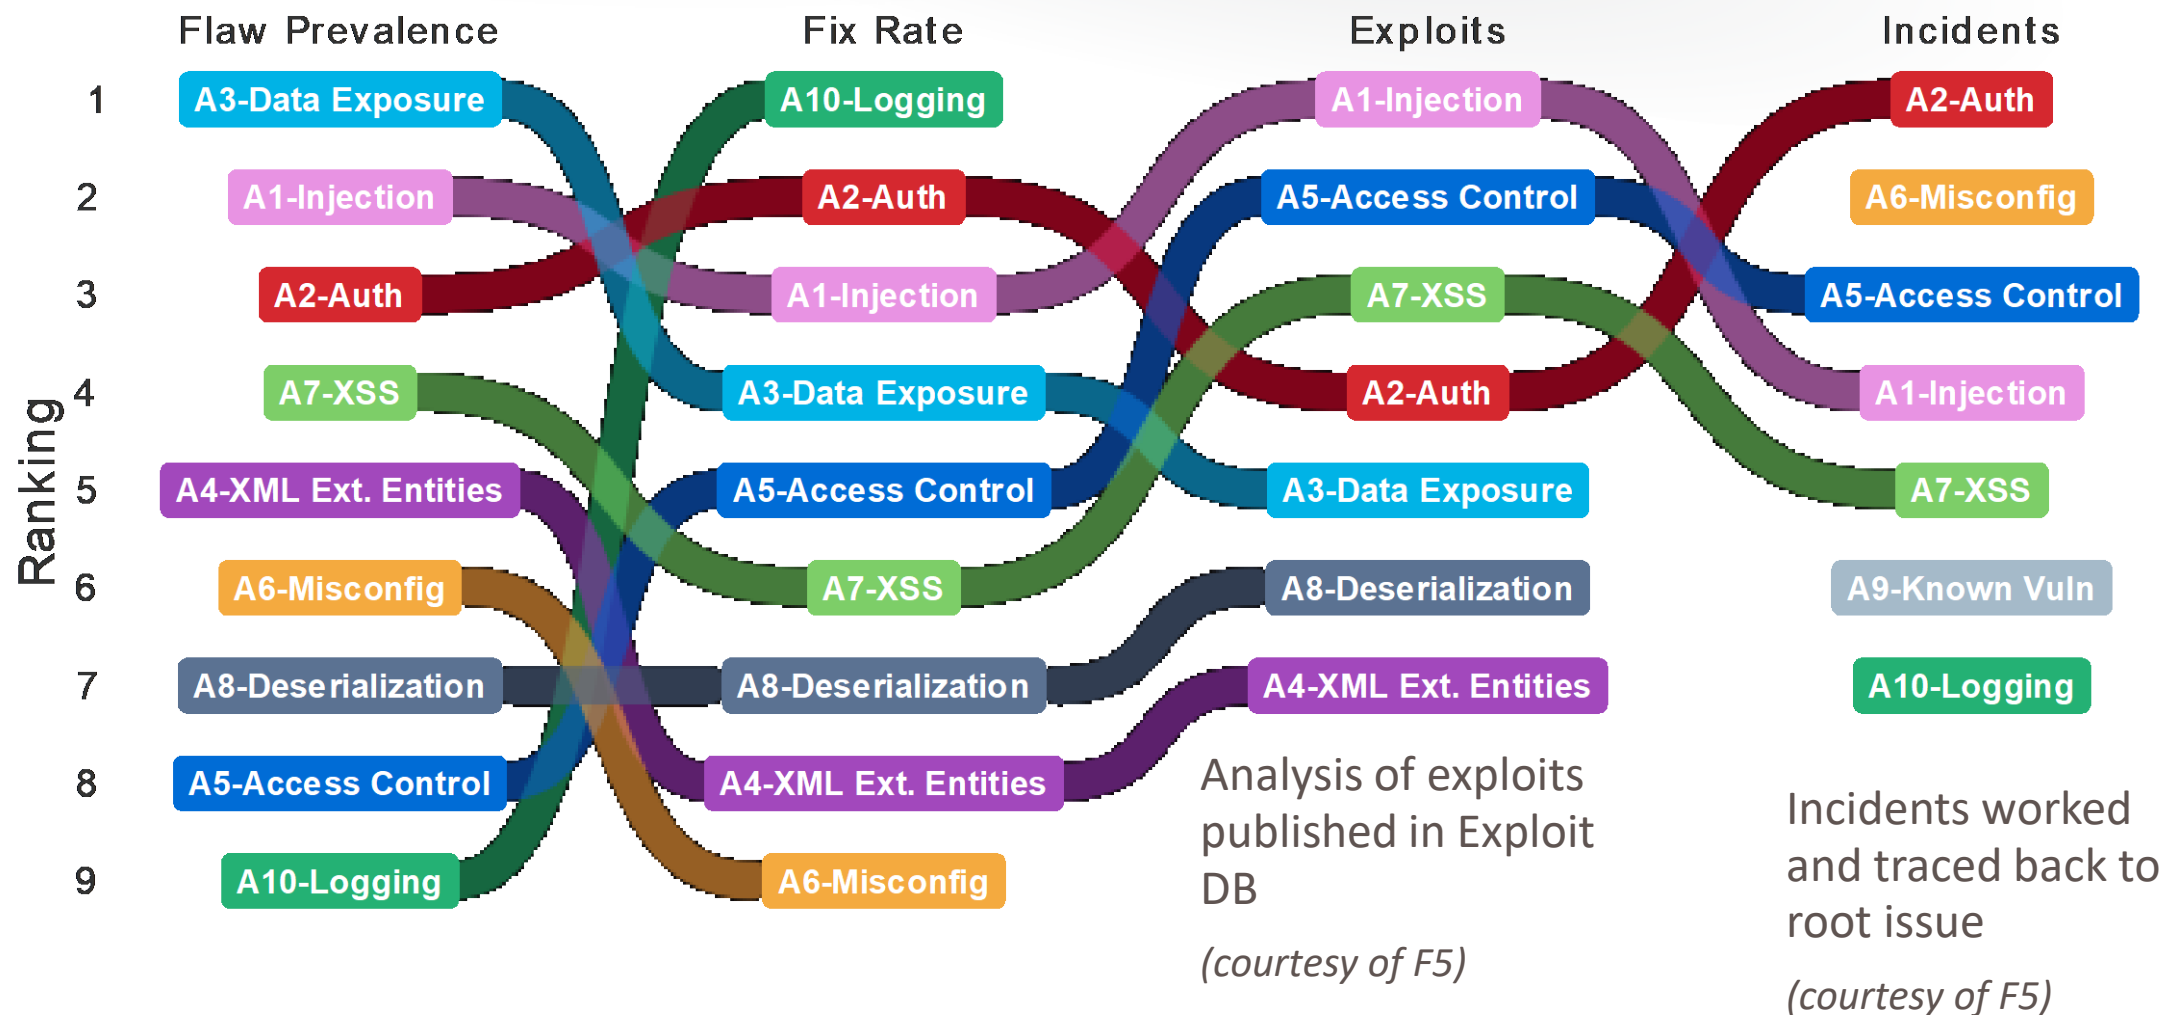 Flaw Prevalence Fix Rate Exploits Incidents
1 A3-Data Exposure A10-Logging A1-Injection A2-Auth
2 A1-Injection A2-Auth A5-Access Control A6-Misconfig
3 A2-Auth A1-Injection A7-XSS A5-Access Control
4 A7-XSS A3-Data Exposure A2-Auth A1-Injection
5 A4-XML Ext. Entities A5-Access Control A3-Data Exposure A7-XSS
6 A6-Misconfig A7-XSS A8-Deserialization A9-Known Vuln
7 A8-Deserialization A8-Deserialization A4-XML Ext. Entities A10-Logging
8 A5-Access Control A4-XML Ext. Entities
9 A10-Logging A6-Misconfig
Ranking
Analysis of exploits
published in Exploit
DB
(courtesy of F5)
Incidents worked
and traced back to
root issue
(courtesy of F5)